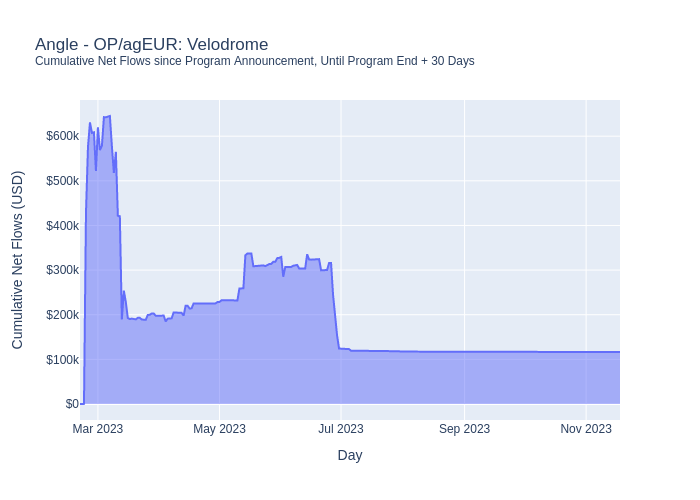 Angle - OP/agEUR: Velodrome
Cumulative Net Flows since Program Announcement, Until Program End + 30 Days
Cumulative Net Flows (USD)
$600k
$500k
$400k
$300k
$200k
$100k
$0
Mar 2023 May 2023 Jul 2023 Sep 2023 Nov 2023
Day